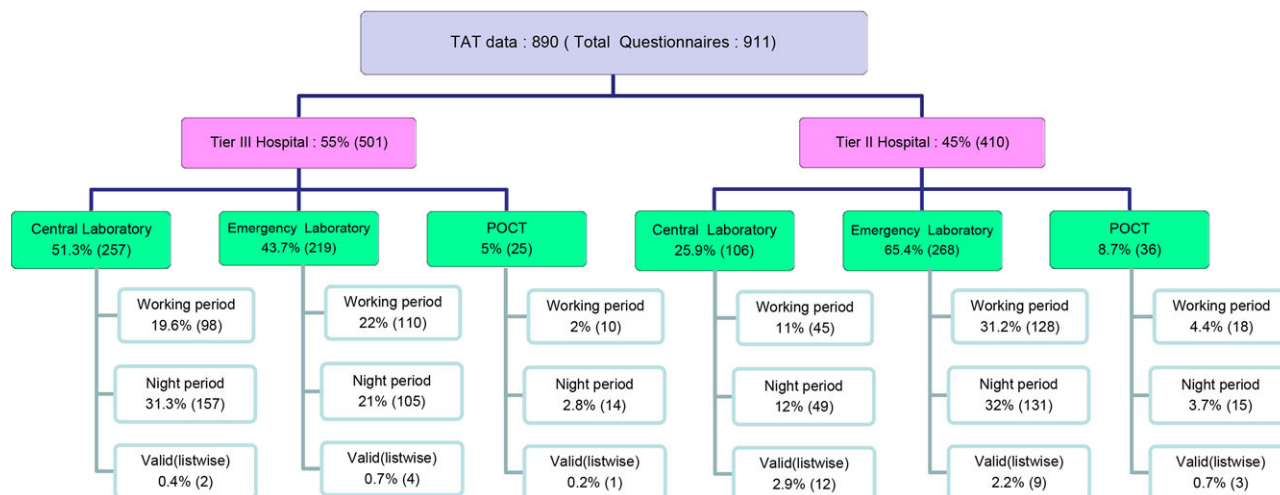 TAT data : 890 ( Total Questionnaires : 911)
Tier III Hospital : 55% (501)
Tier II Hospital : 45% (410)
Central Laboratory
51.3% (257)
Emergency Laboratory
43.7% (219)
POCT
5% (25)
Central Laboratory
25.9% (106)
Emergency Laboratory
65.4% (268)
POCT
8.7% (36)
Working period
19.6% (98)
Working period
22% (110)
Working period
2% (10)
Working period
11% (45)
Working period
31.2% (128)
Working period
4.4% (18)
Night period
31.3% (157)
Night period
21% (105)
Night period
2.8% (14)
Night period
12% (49)
Night period
32% (131)
Night period
3.7% (15)
Valid(listwise)
0.4% (2)
Valid(listwise)
0.7% (4)
Valid(listwise)
0.2% (1)
Valid(listwise)
2.9% (12)
Valid(listwise)
2.2% (9)
Valid(listwise)
0.7% (3)